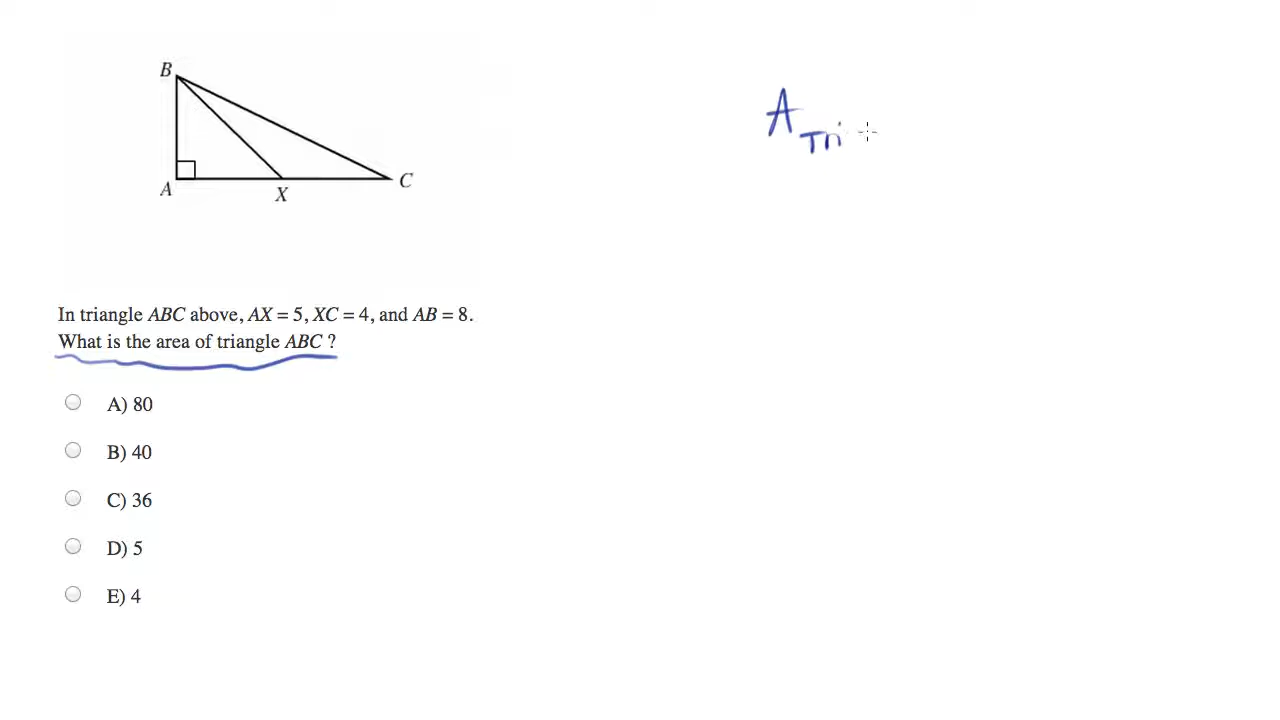 B
A
X
C
A Tri
In triangle ABC above, AX = 5, XC = 4, and AB = 8.
What is the area of triangle ABC ?
A) 80
B) 40
C) 36
D) 5
E) 4